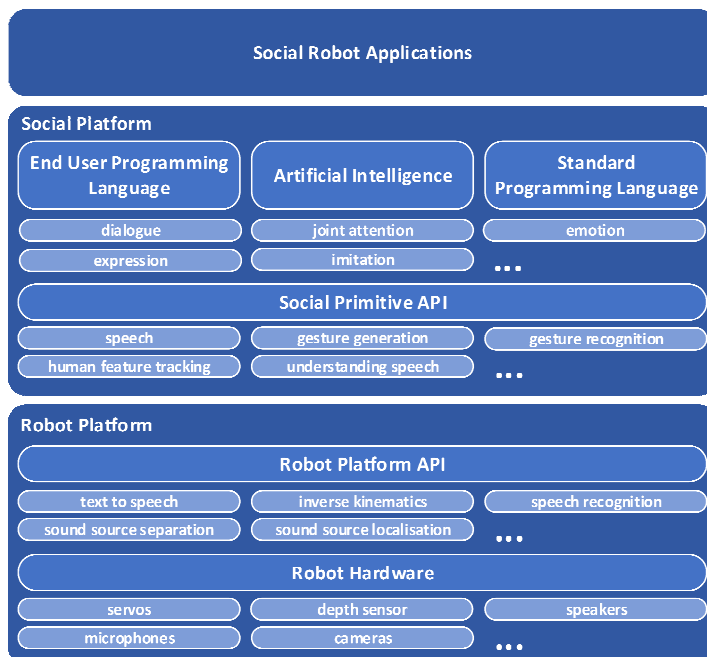 Social Robot Applications
Social Platform
End User Programming
Language
Artificial Intelligence
Standard
Programming Language
dialogue
joint attention
emotion
expression
imitation
...
Social Primitive API
speech
gesture generation
gesture recognition
human feature tracking
understanding speech
...
Robot Platform
Robot Platform API
text to speech
inverse kinematics
speech recognition
sound source separation
sound source localisation
...
Robot Hardware
servos
depth sensor
speakers
microphones
cameras
...